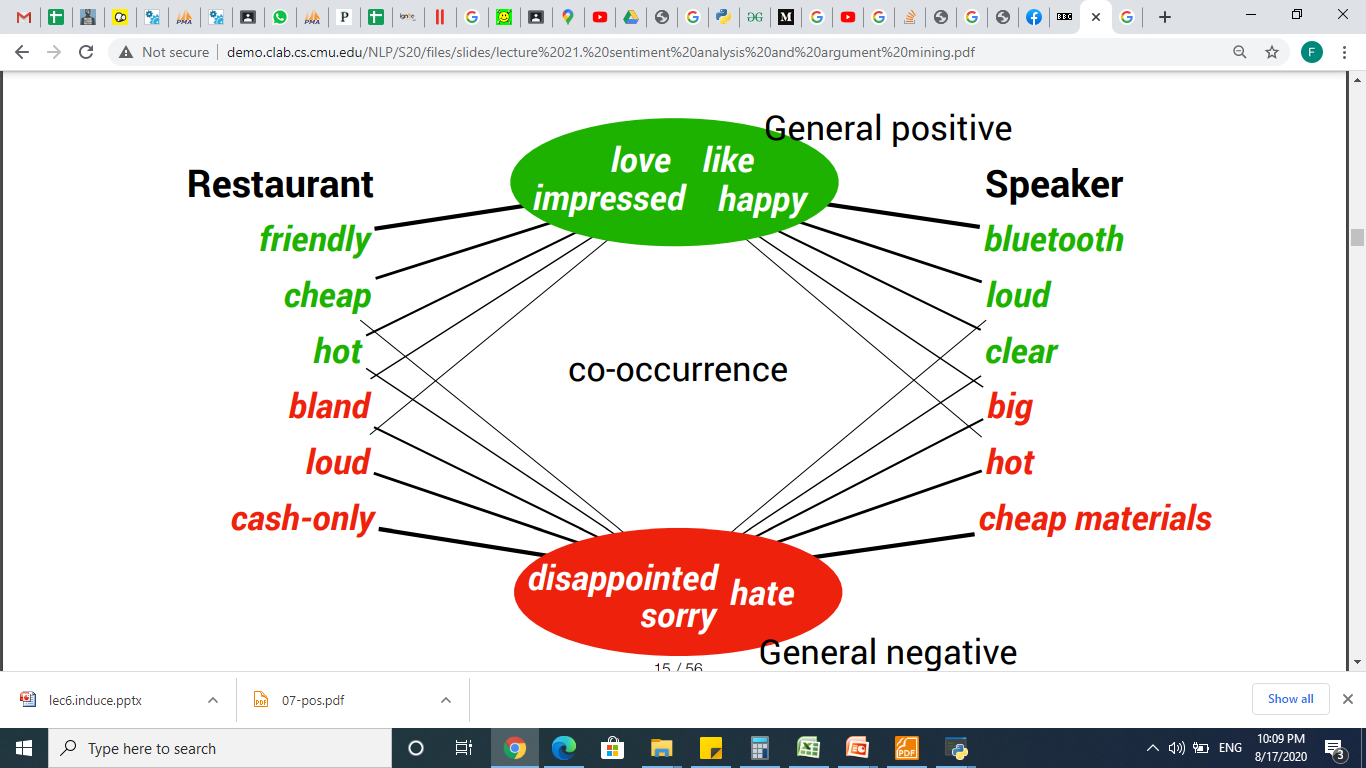 Not secure
demo.clab.cs.cmu.edu/NLP/S20/files/slides/lecture%2021.%20sentiment%20analysis%20and%20argument%20mining.pdf
F
General positive
love like
impressed happy
Restaurant
friendly
cheap
hot
bland
loud
cash-only
co-occurrence
Speaker
bluetooth
loud
clear
big
hot
cheap materials
disappointed hate
sorry
General negative
15 / 56
lec6.induce.pptx
07-pos.pdf
Show all
Type here to search
ENG
10:09 PM
8/17/2020
3